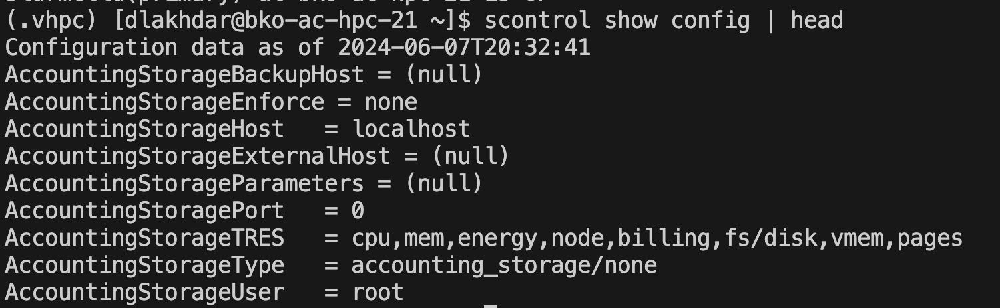 (.vhpc) [dlakhdar@bko-ac-hpc-21 ~]$ scontrol show config | head
Configuration data as of 2024-06-07T20:32:41
AccountingStorageBackupHost = (null)
AccountingStorageEnforce = none
AccountingStorageHost   = localhost
AccountingStorageExternalHost = (null)
AccountingStorageParameters = (null)
AccountingStoragePort   = 0
AccountingStorageTRES   = cpu,mem,energy,node,billing,fs/disk,vmem,pages
AccountingStorageType   = accounting_storage/none
AccountingStorageUser   = root